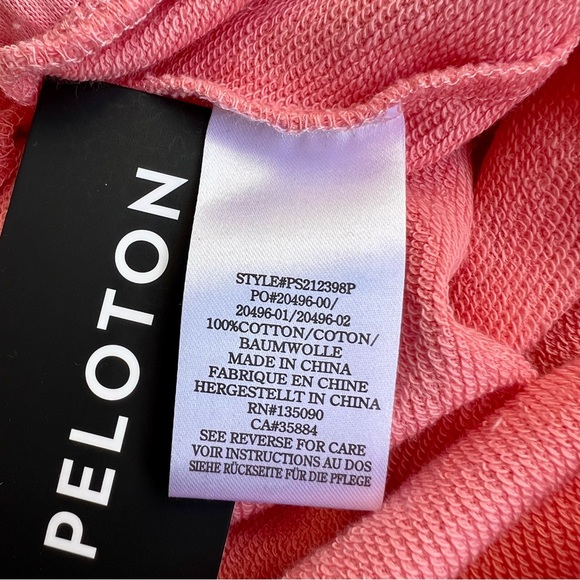 PELOTON
STYLE#PS212398P
PO#20496-00/
20496-01/20496-02
100%COTTON/COTON/
BAUMWOLLE
MADE IN CHINA
FABRIQUE EN CHINE
HERGESTELLT IN CHINA
RN#135090
CA#35884
SEE REVERSE FOR CARE
VOIR INSTRUCTIONS AU DOS
SIEHE RÜCKSEITE FÜR DIE PFLEGE